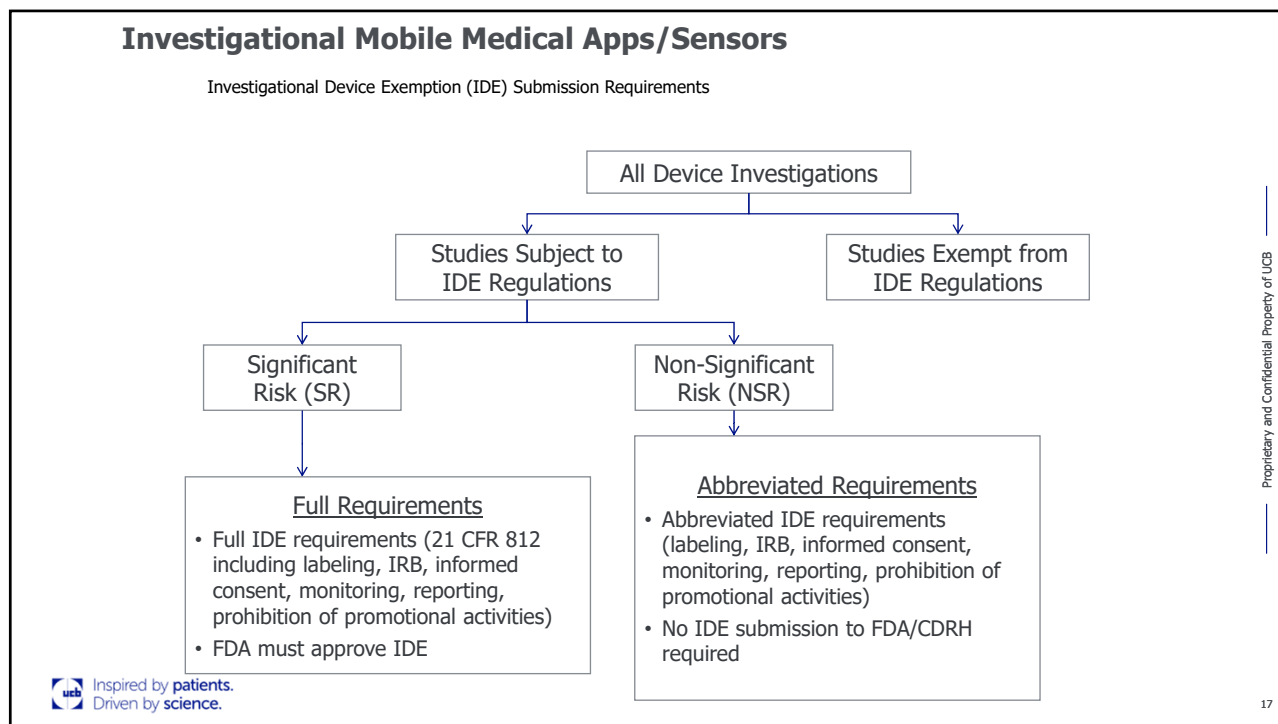 Investigational Mobile Medical Apps/Sensors
Investigational Device Exemption (IDE) Submission Requirements
All Device Investigations
Studies Subject to
IDE Regulations
Studies Exempt from
IDE Regulations
Significant
Risk (SR)
Non-Significant
Risk (NSR)
Full Requirements
• Full IDE requirements (21 CFR 812
including labeling, IRB, informed
consent, monitoring, reporting,
prohibition of promotional activities)
• FDA must approve IDE
Abbreviated Requirements
• Abbreviated IDE requirements
(labeling, IRB, informed consent,
monitoring, reporting, prohibition of
promotional activities)
• No IDE submission to FDA/CDRH
required
Proprietary and Confidential Property of UCB
ucb
Inspired by patients.
Driven by science.
17